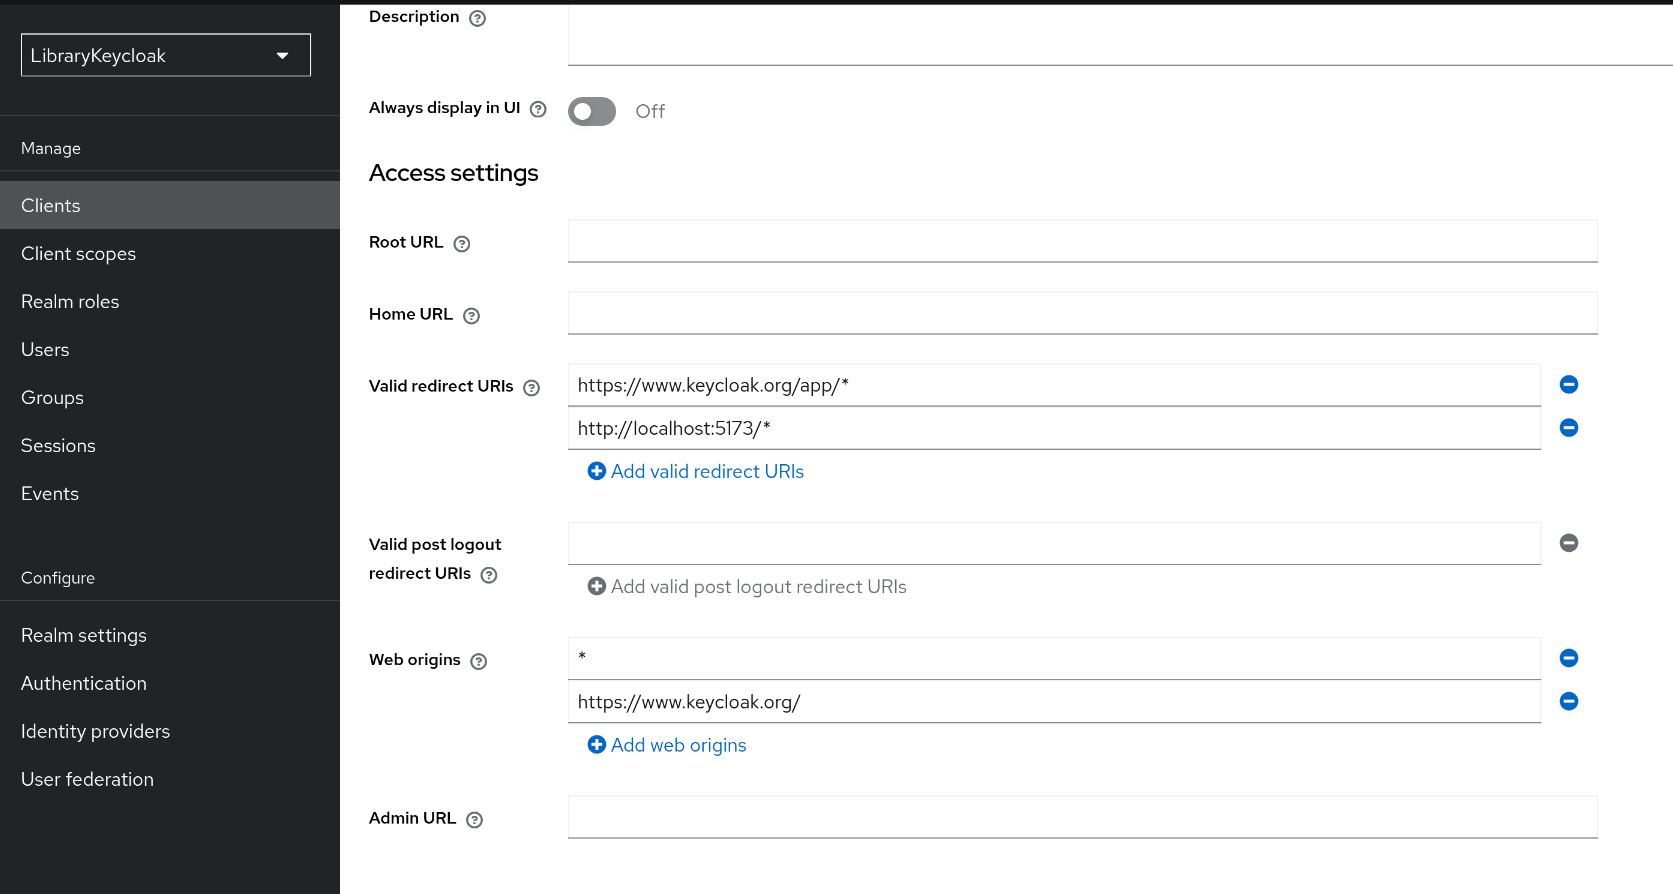 LibraryKeycloak
Manage
Clients
Client scopes
Realm roles
Users
Groups
Sessions
Events
Configure
Realm settings
Authentication
Identity providers
User federation
Description
Always display in UI
Off
Access settings
Root URL
Home URL
Valid redirect URIs
https://www.keycloak.org/app/*
http://localhost:5173/*
Add valid redirect URIs
Valid post logout
redirect URIs
Add valid post logout redirect URIs
Web origins
*
https://www.keycloak.org/
Add web origins
Admin URL